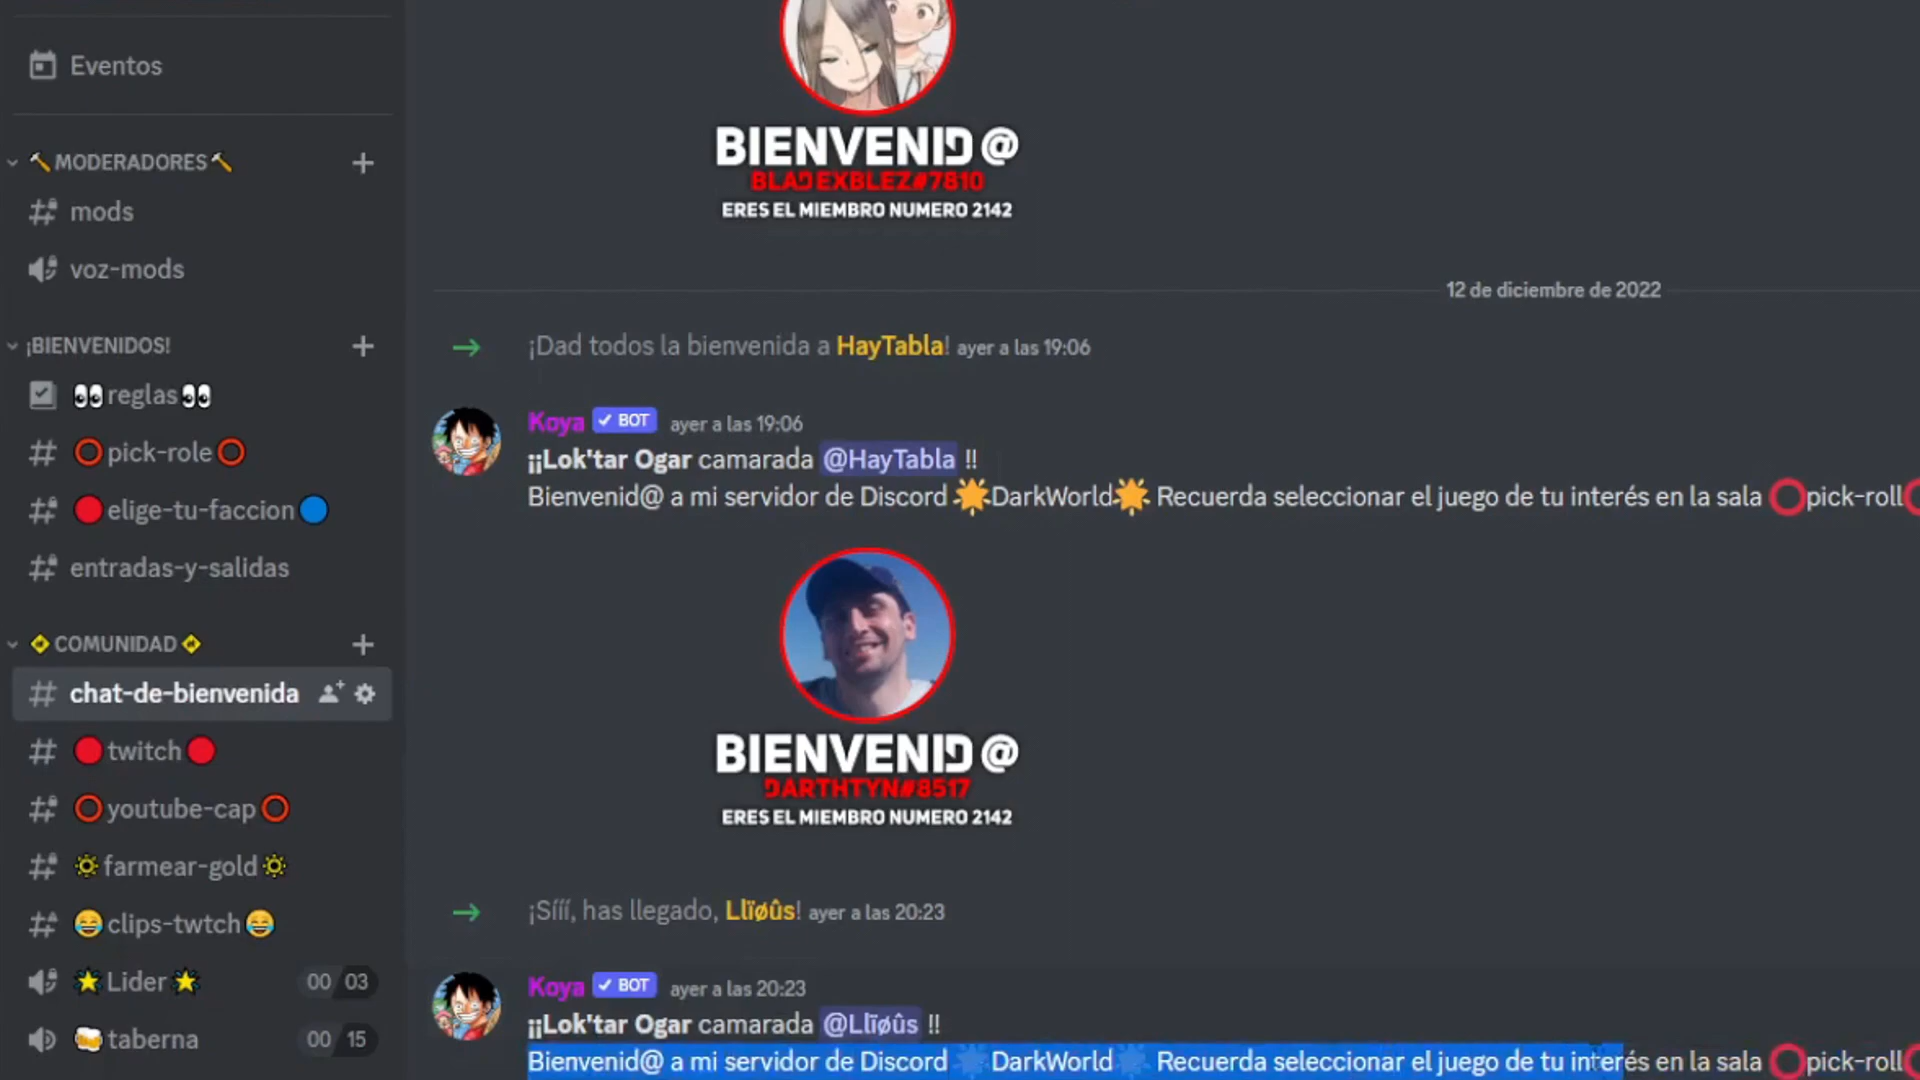 Eventos
🔨MODERADORES🔨
mods
voz-mods
¡BIENVENIDOS!
👀reglas👀
⭕pick-role⭕
🔴elige-tu-faccion🔵
entradas-y-salidas
COMUNIDAD
chat-de-bienvenida
🔴twitch🔴
⭕youtube-cap⭕
🔅farmear-gold🔅
😂clips-twtch😂
🌟Lider🌟 00 03
🍻taberna 00 15
BIENVENID@
BLADEXBLEZ#7810
ERES EL MIEMBRO NUMERO 2142
12 de diciembre de 2022
¡Dad todos la bienvenida a HayTabla! ayer a las 19:06
Koya ✓ BOT ayer a las 19:06
¡¡Lok'tar Ogar camarada @HayTabla !!
Bienvenid@ a mi servidor de Discord 🌟DarkWorld🌟 Recuerda seleccionar el juego de tu interés en la sala ⭕pick-roll⭕
BIENVENID@
DARTHTYN#8517
ERES EL MIEMBRO NUMERO 2142
¡Sííí, has llegado, Llïøûs! ayer a las 20:23
Koya ✓ BOT ayer a las 20:23
¡¡Lok'tar Ogar camarada @Llïøûs !!
Bienvenid@ a mi servidor de Discord 🌟DarkWorld🌟 Recuerda seleccionar el juego de tu interés en la sala ⭕pick-roll⭕